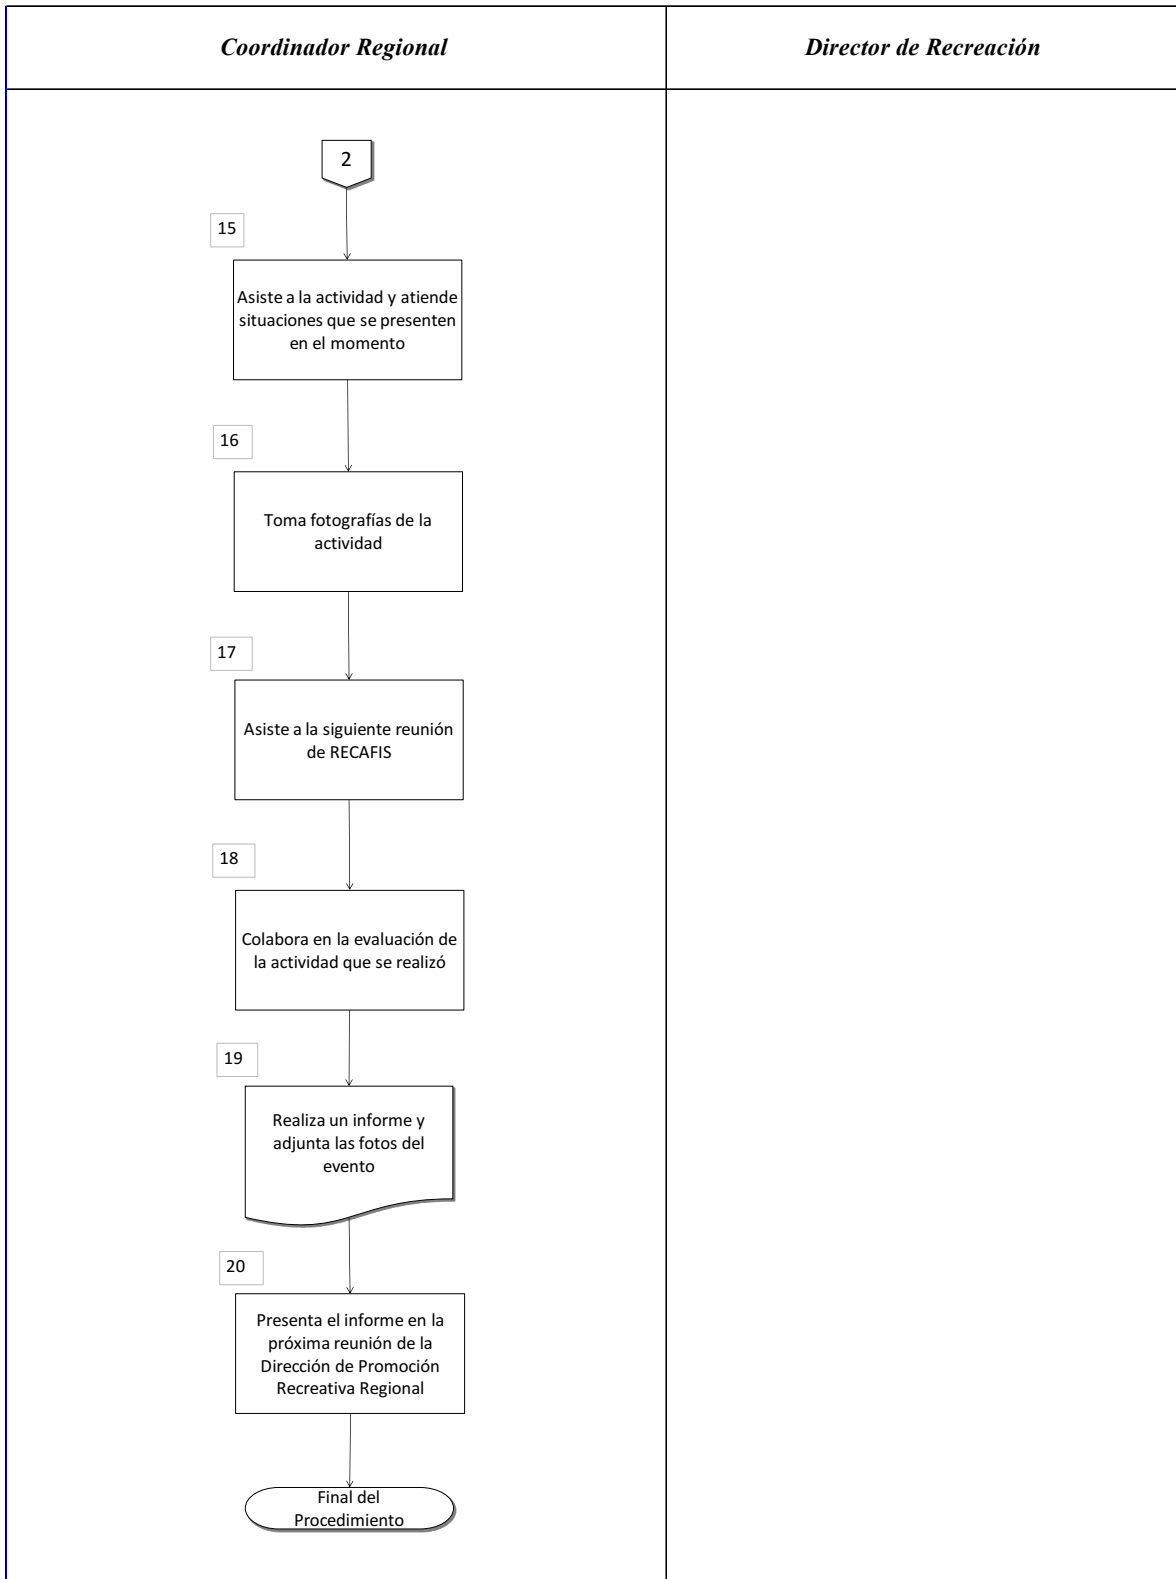 Coordinador Regional
Director de Recreación
2
15
Asiste a la actividad y atiende
situaciones que se presenten
en el momento
16
Toma fotografías de la
actividad
17
Asiste a la siguiente reunión
de RECAFIS
18
Colabora en la evaluación de
la actividad que se realizó
19
Realiza un informe y
adjunta las fotos del
evento
20
Presenta el informe en la
próxima reunión de la
Dirección de Promoción
Recreativa Regional
Final del
Procedimiento